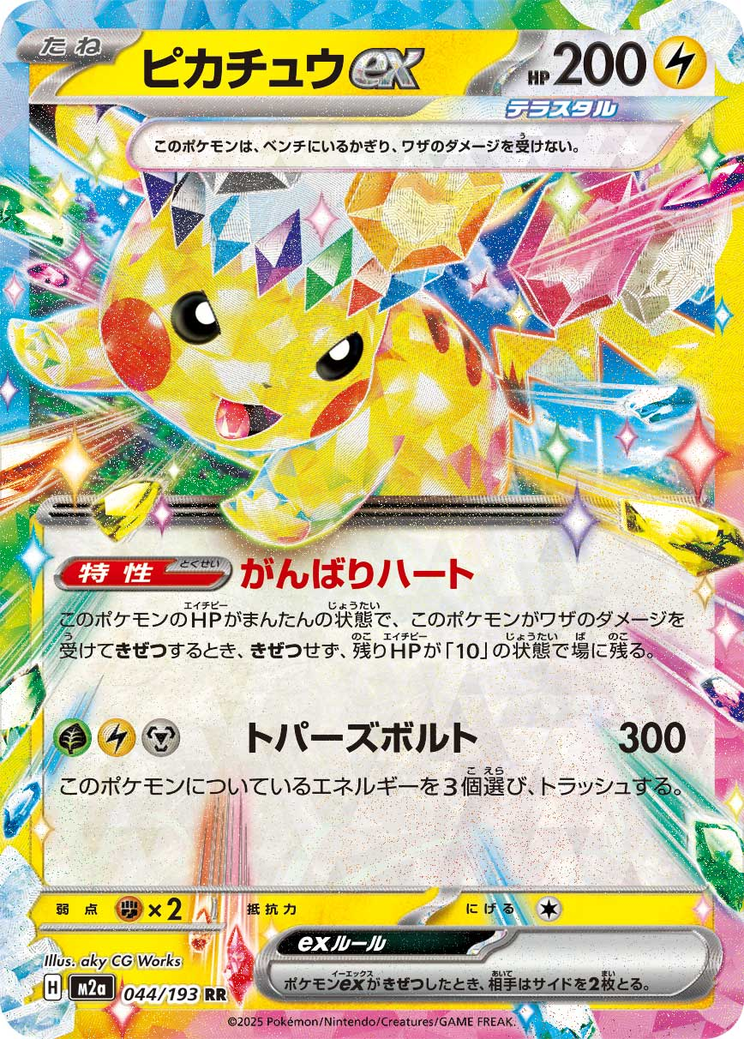 たね ピカチュウex HP200
テラスタル
このポケモンは、ベンチにいるかぎり、ワザのダメージを受けない。
特性 がんばりハート
このポケモンのHPがまんたんの状態で、このポケモンがワザのダメージを
受けてきぜつするとき、きぜつせず、残りHPが「10」の状態で場に残る。
トパーズボルト 300
このポケモンについているエネルギーを3個選び、トラッシュする。
弱点 ×2 抵抗力 にげる
exルール
ポケモンexがきぜつしたとき、相手はサイドを2枚とる。
Illus. aky CG Works
H M2a 044/193 RR
©2025 Pokémon/Nintendo/Creatures/GAME FREAK.